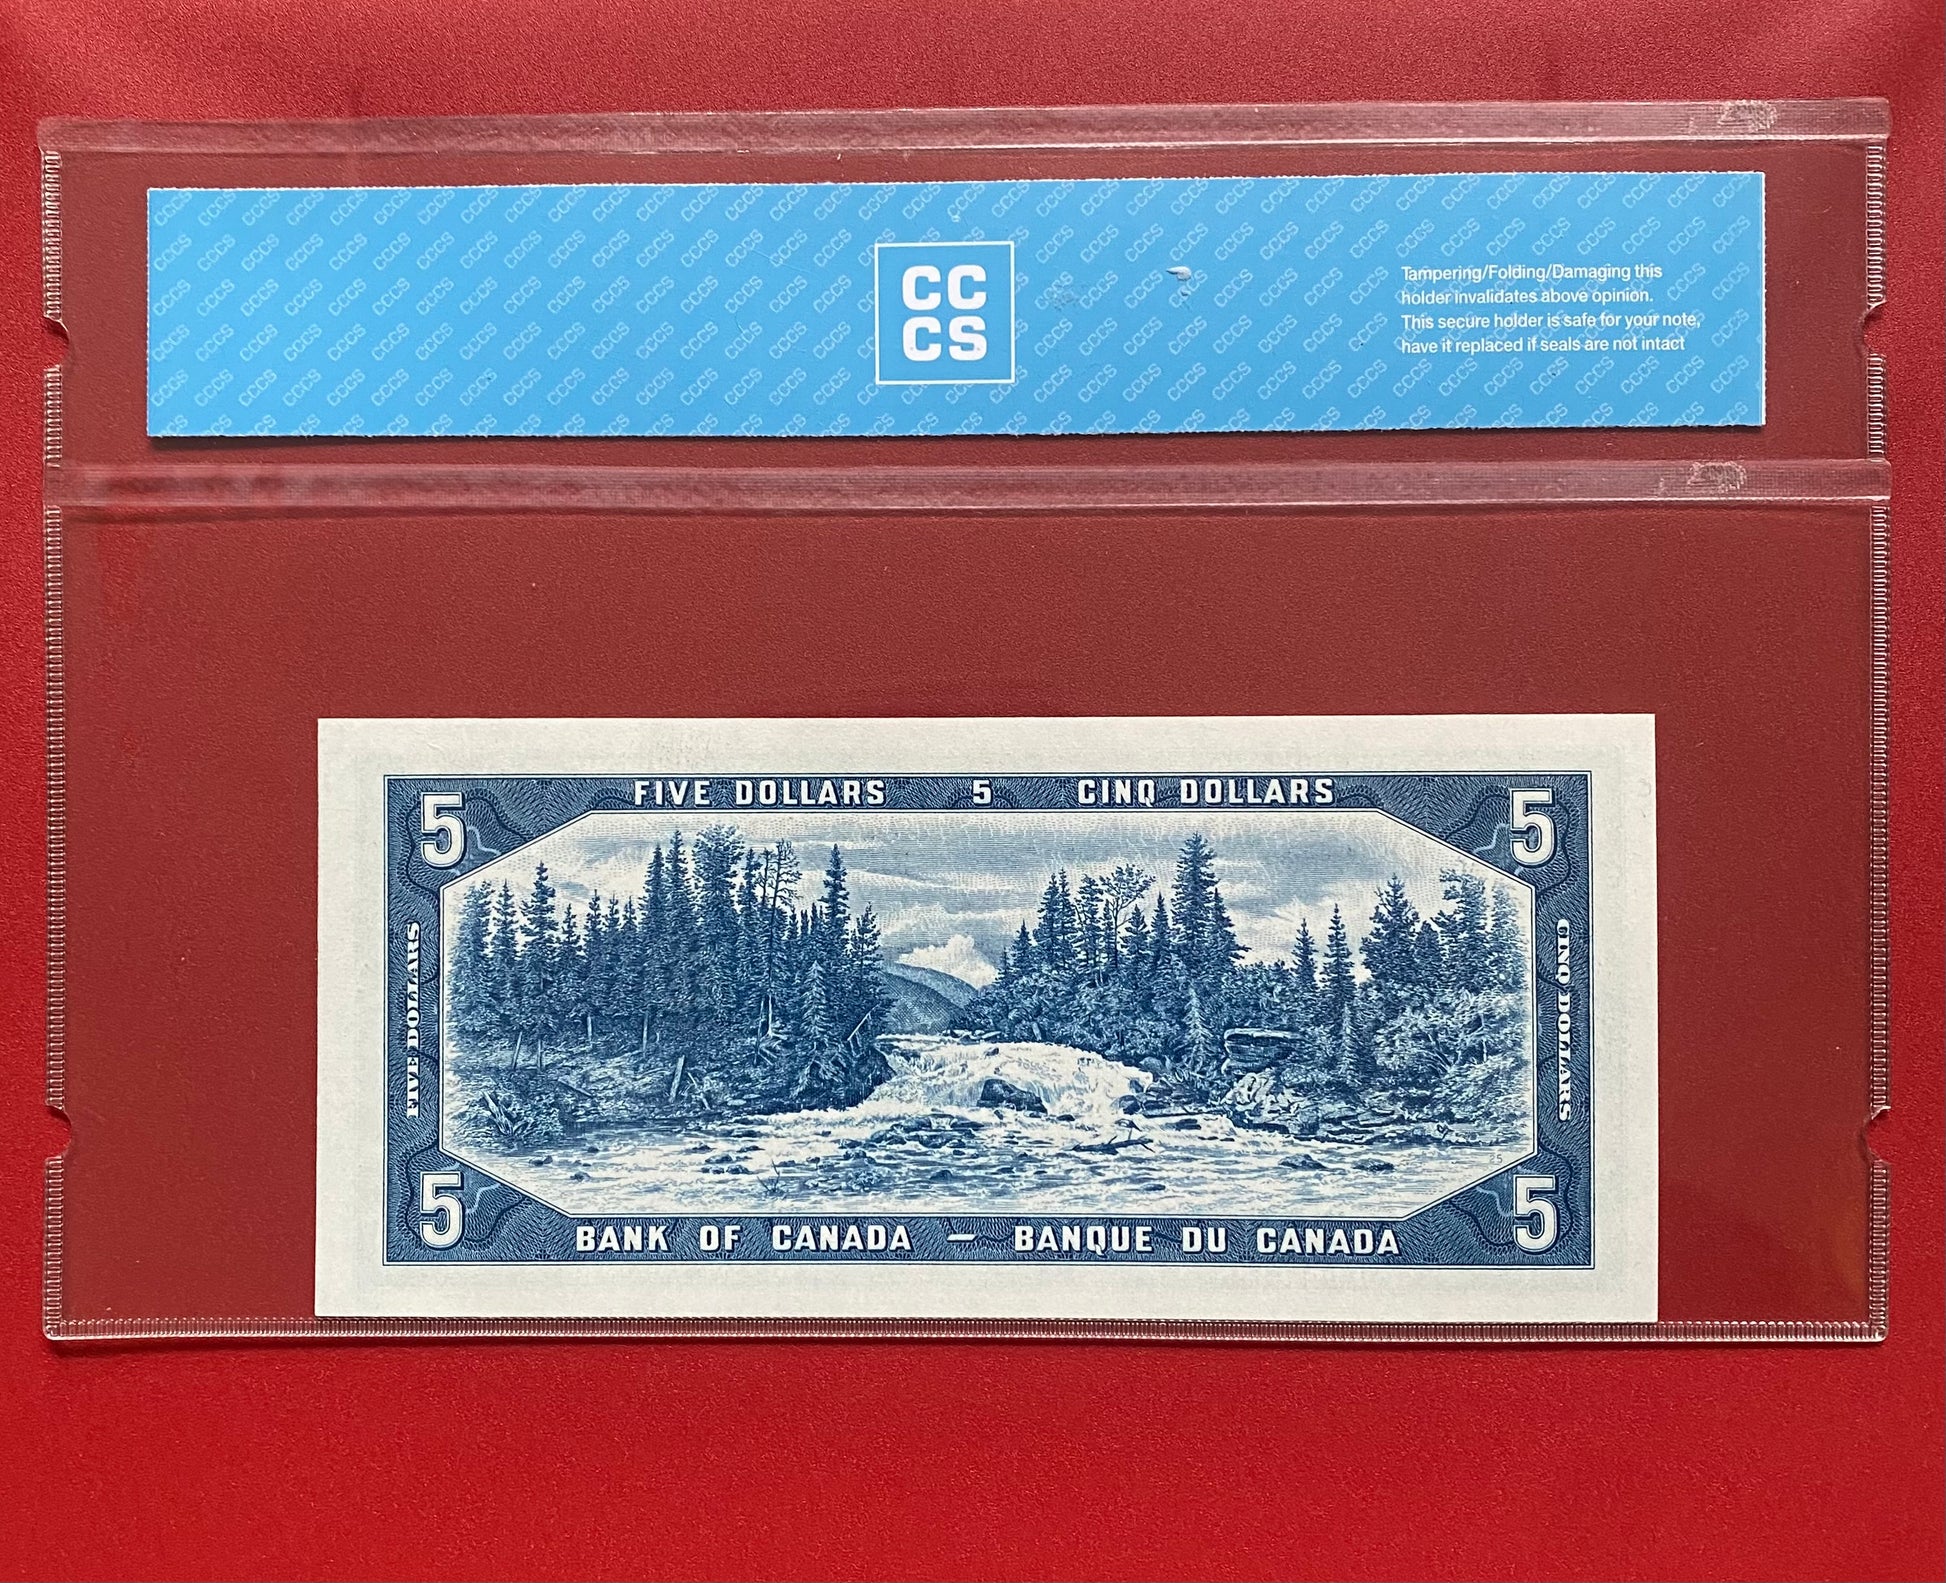 CC
CS
Tampering/Folding/Damaging this
holder invalidates above opinion.
This secure holder is safe for your note,
have it replaced if seals are not intact
FIVE DOLLARS 5 CINQ DOLLARS
5
5
FIVE DOLLARS
CINQ DOLLARS
25
5
5
BANK OF CANADA — BANQUE DU CANADA